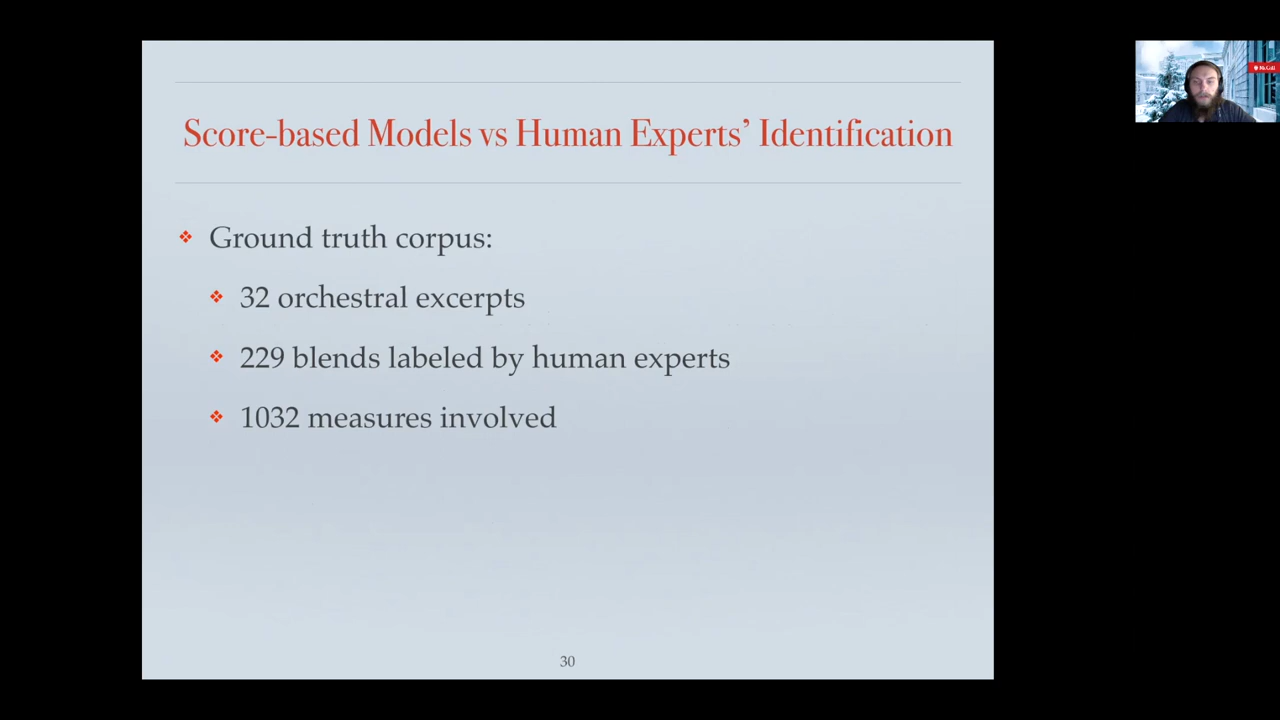 Score-based Models vs Human Experts’ Identification
Ground truth corpus:
32 orchestral excerpts
229 blends labeled by human experts
1032 measures involved
30
McGill